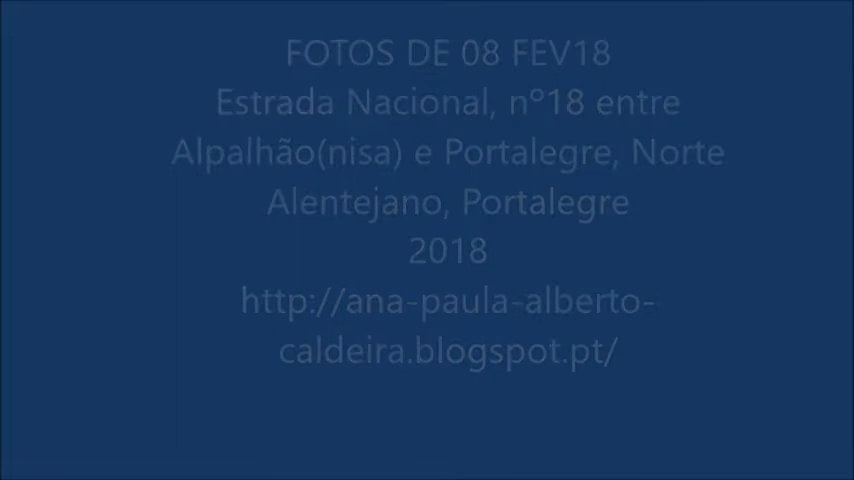 FOTOS DE 08 FEV18
Estrada Nacional, nº18 entre
Alpalhão(nisa) e Portalegre, Norte
Alentejano, Portalegre
2018
http://ana-paula-alberto-
caldeira.blogspot.pt/